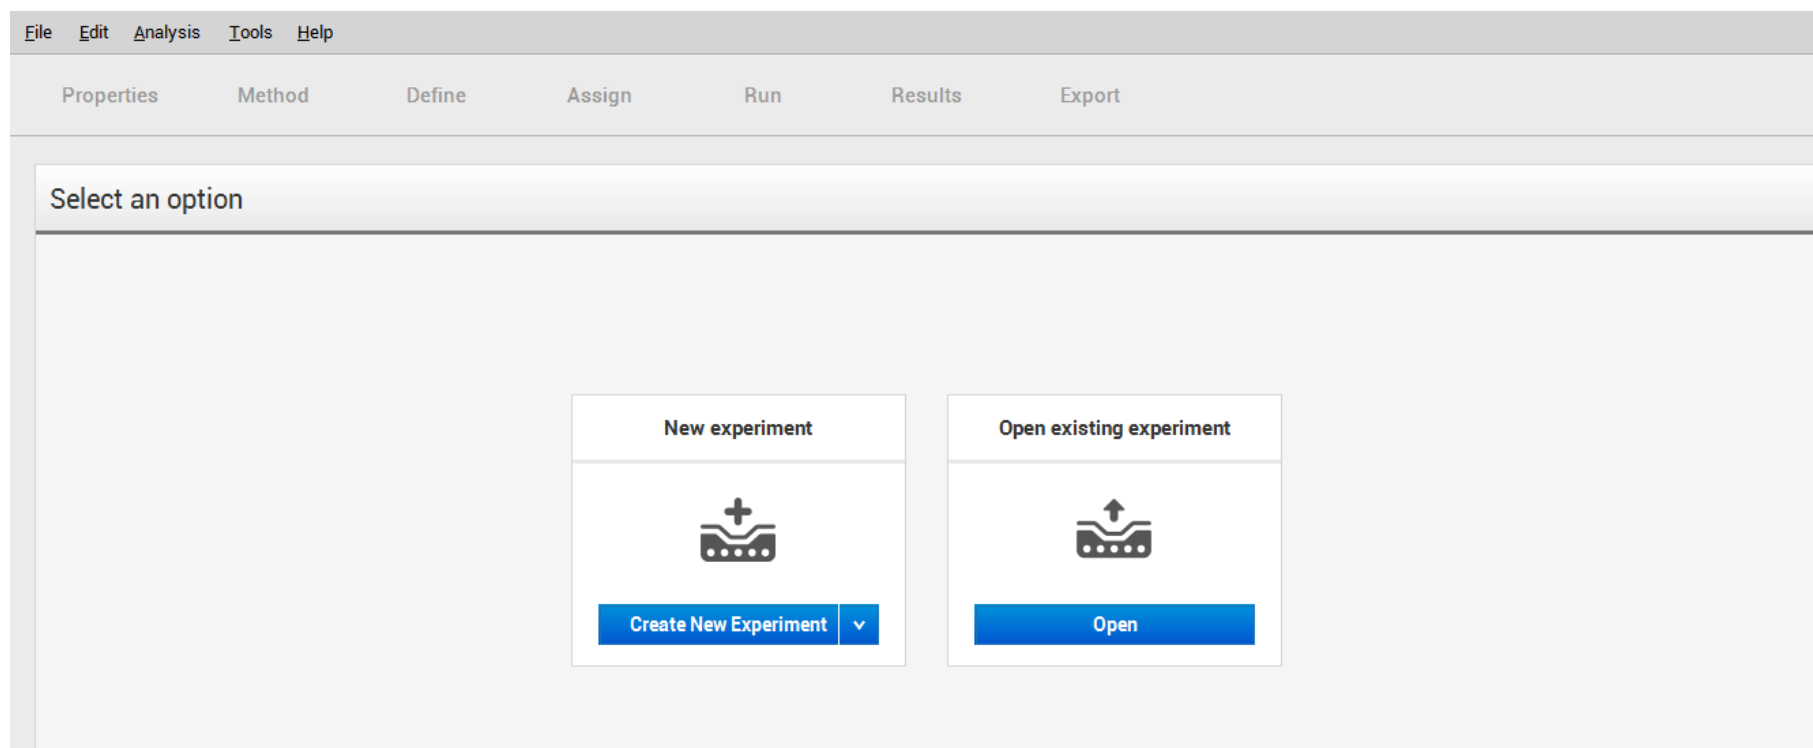 File Edit Analysis Tools Help
Properties Method Define Assign Run Results Export
Select an option
New experiment Open existing experiment
Create New Experiment Open